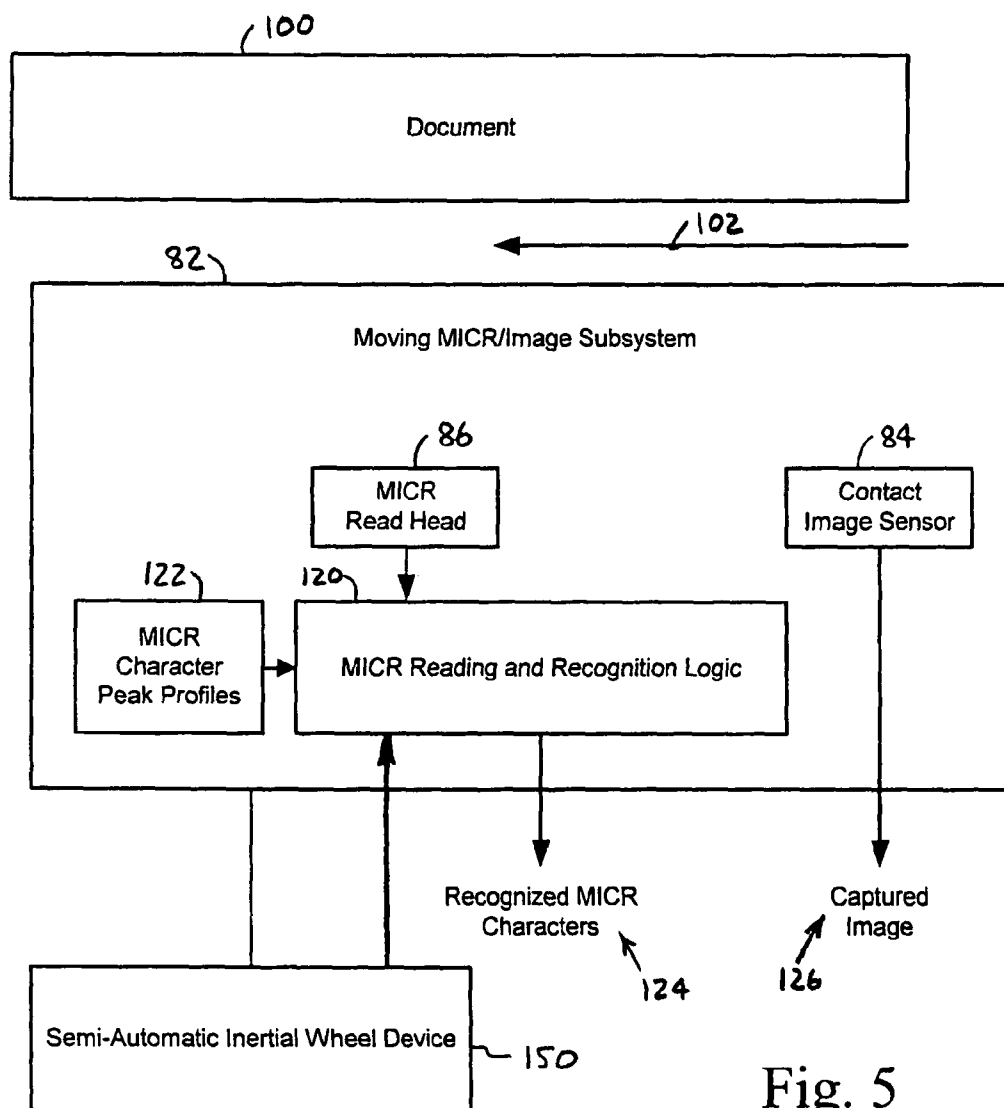 100
Document
102
82
Moving MICR/Image Subsystem
86
MICR
Read Head
84
Contact
Image Sensor
122
MICR
Character
Peak Profiles
120
MICR Reading and Recognition Logic
Recognized MICR
Characters
124
Captured
Image
126
Semi-Automatic Inertial Wheel Device
150
Fig. 5